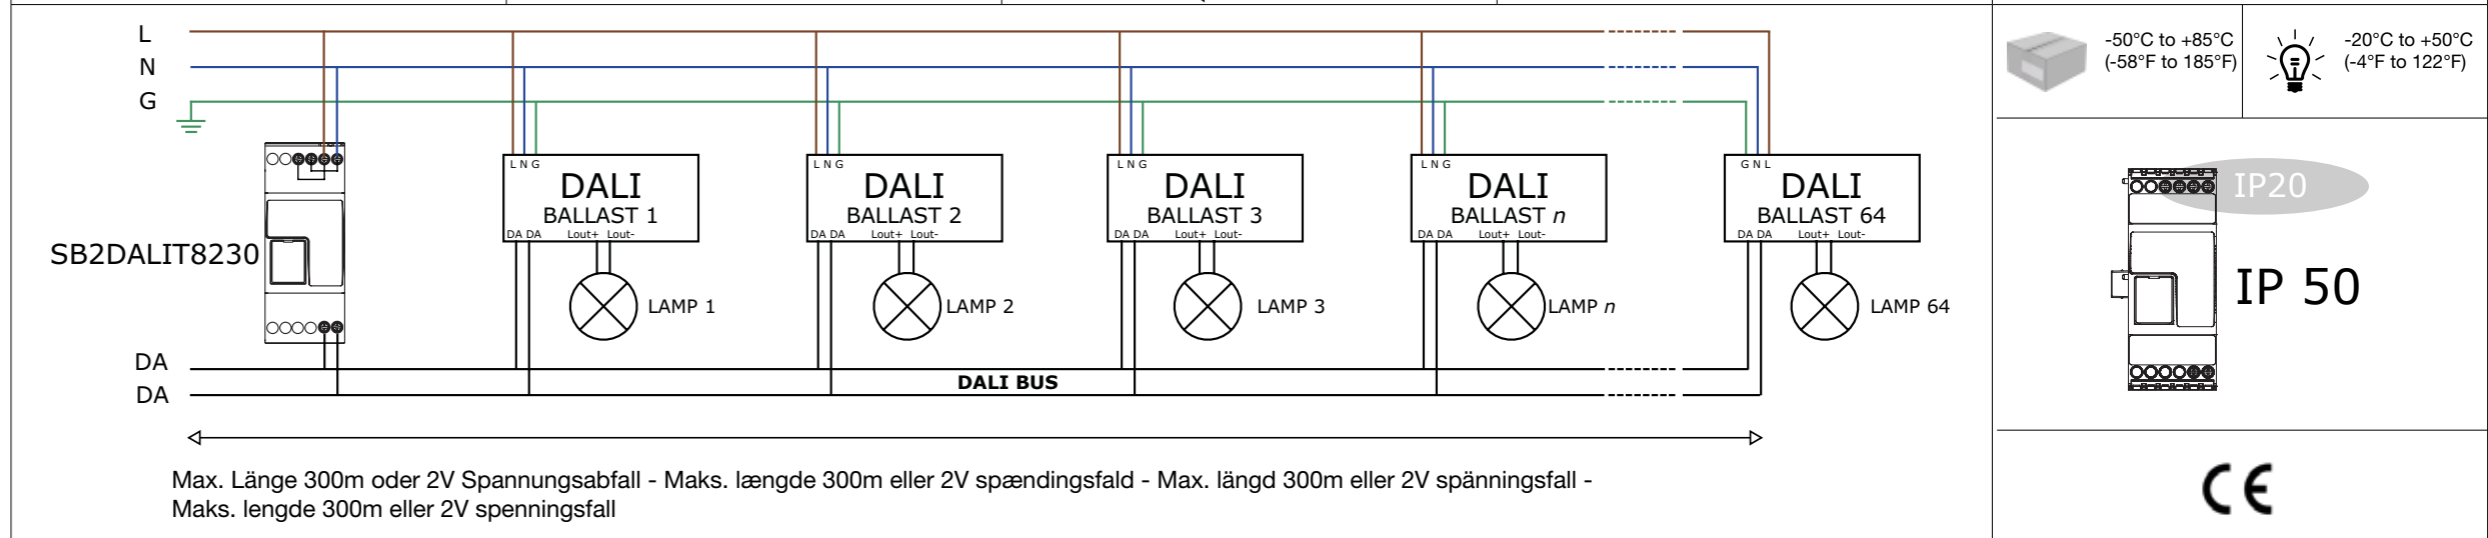 L
N
G
SB2DALIT8230
L N G
DALI
BALLAST 1
DA DA Lout+ Lout-
LAMP 1
L N G
DALI
BALLAST 2
DA DA Lout+ Lout-
LAMP 2
L N G
DALI
BALLAST 3
DA DA Lout+ Lout-
LAMP 3
L N G
DALI
BALLAST n
DA DA Lout+ Lout-
LAMP n
G N L
DALI
BALLAST 64
DA DA Lout+ Lout-
LAMP 64
DA
DA
DALI BUS
Max. Länge 300m oder 2V Spannungsabfall - Maks. længde 300m eller 2V spændingsfald - Max. längd 300m eller 2V spänningsfall -
Maks. lengde 300m eller 2V spenningsfall
-50°C to +85°C
(-58°F to 185°F)
-20°C to +50°C
(-4°F to 122°F)
IP20
IP 50
CE